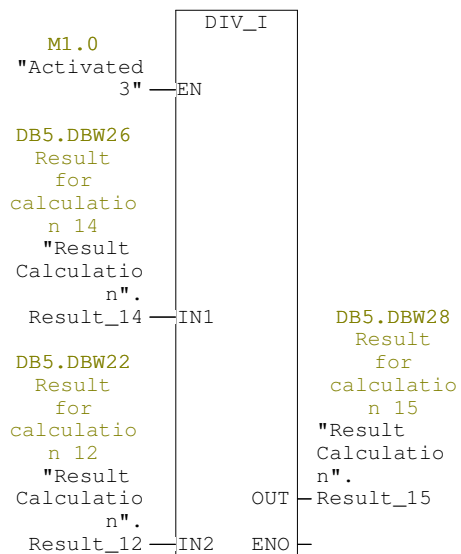 DIV_I
M1.0
"Activated
3"
EN
DB5.DBW26
Result
for
calculatio
n 14
"Result
Calculatio
n".
Result_14
IN1
DB5.DBW22
Result
for
calculatio
n 12
"Result
Calculatio
n".
Result_12
IN2
DB5.DBW28
Result
for
calculatio
n 15
"Result
Calculatio
n".
OUT
Result_15
ENO